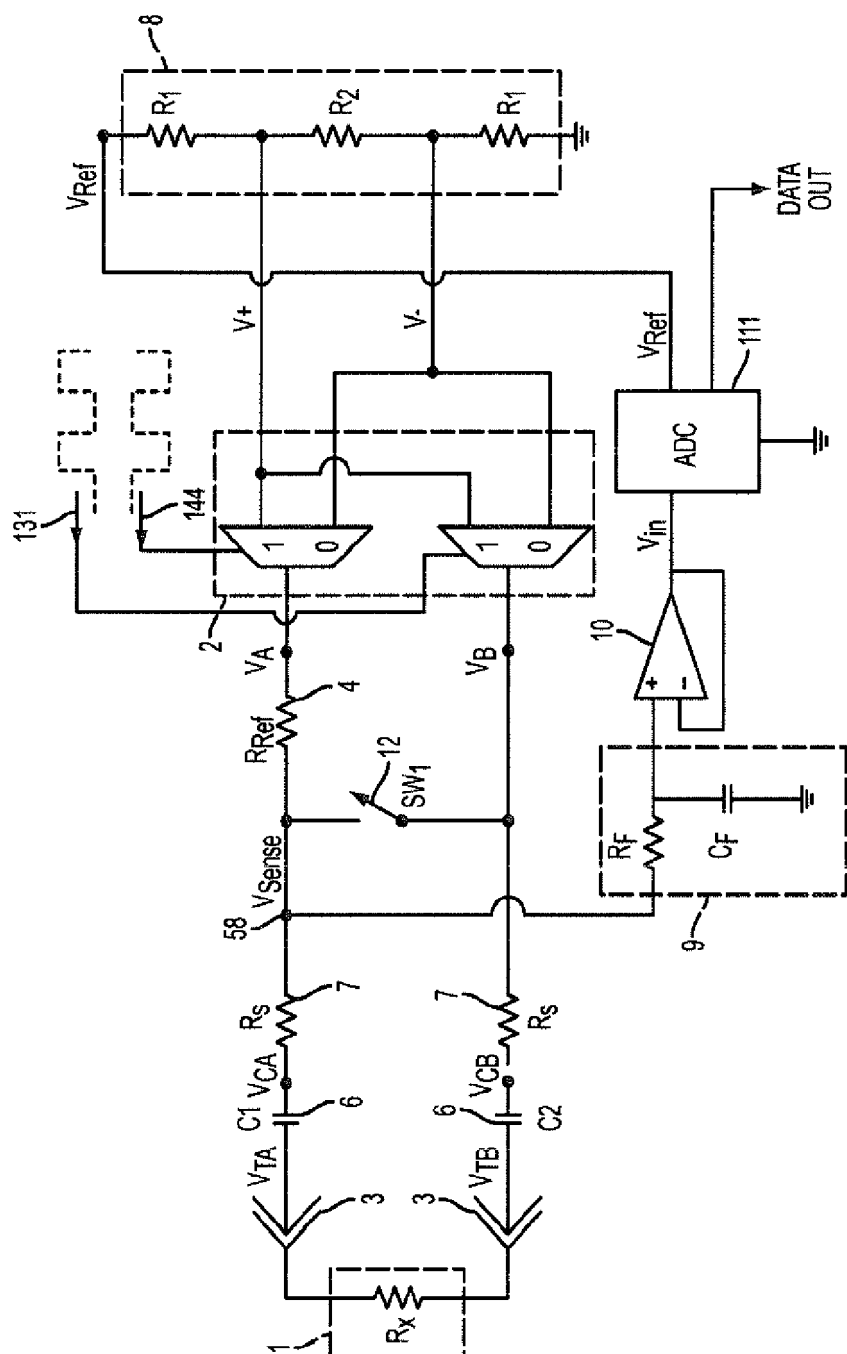 8
R1
R2
R1
VRef
V+
V-
131
144
1
0
1
0
2
VA
VB
4
RRef
12
SW1
VSense
58
7
RS
7
RS
VCA
VCB
C1
6
6
C2
VTA
VTB
3
3
RX
1
RF
CF
9
10
+
-
Vin
ADC
111
VRef
DATA
OUT